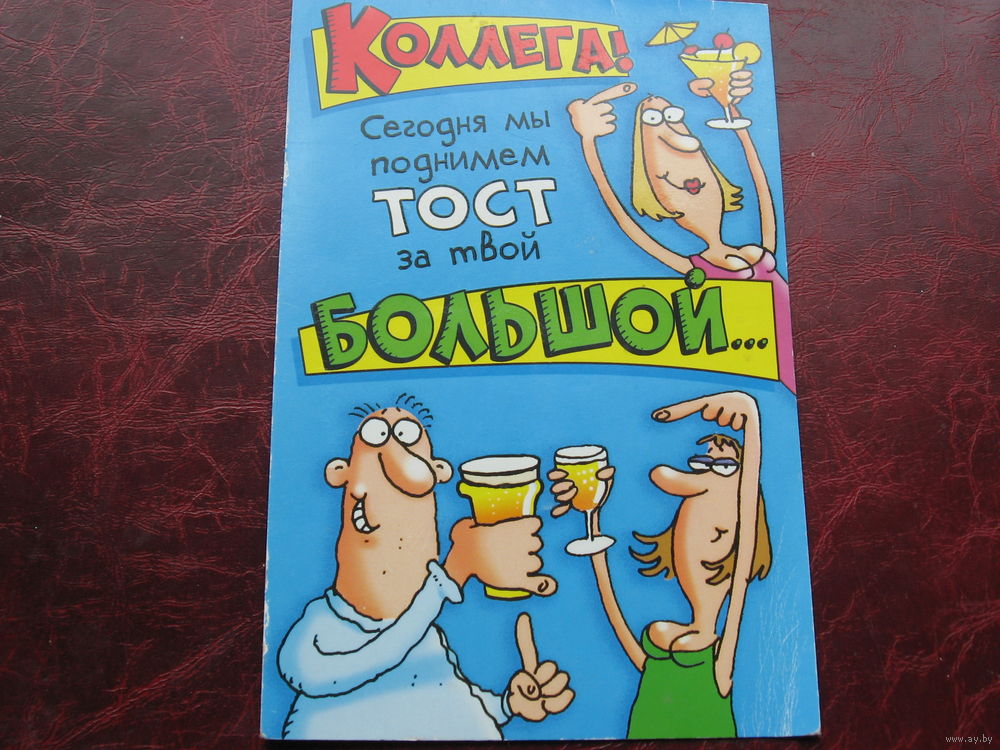 Коллега!
Сегодня мы
поднимем
ТОСТ
за твой
БОЛЬШОЙ...
www.ay.by